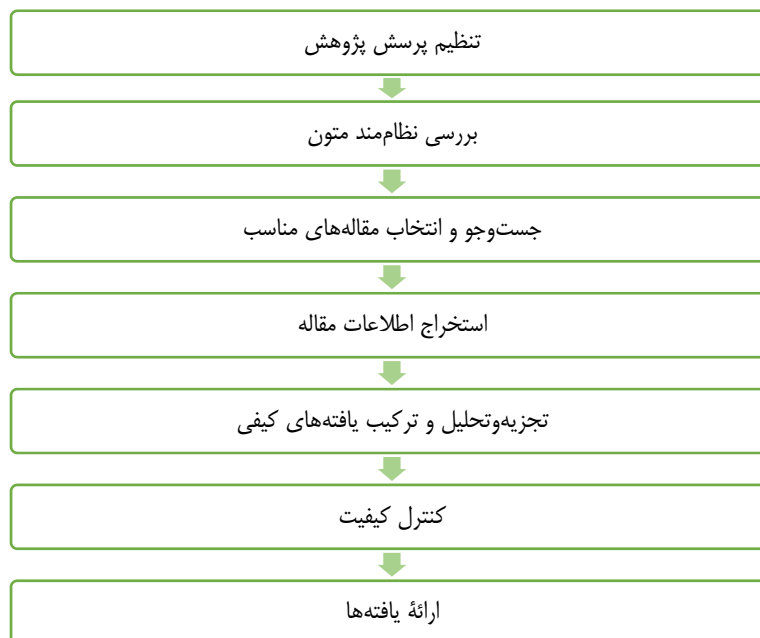 تنظیم پرسش پژوهش
بررسی نظام‌مند متون
جست‌وجو و انتخاب مقاله‌های مناسب
استخراج اطلاعات مقاله
تجزیه‌وتحلیل و ترکیب یافته‌های کیفی
کنترل کیفیت
ارائۀ یافته‌ها